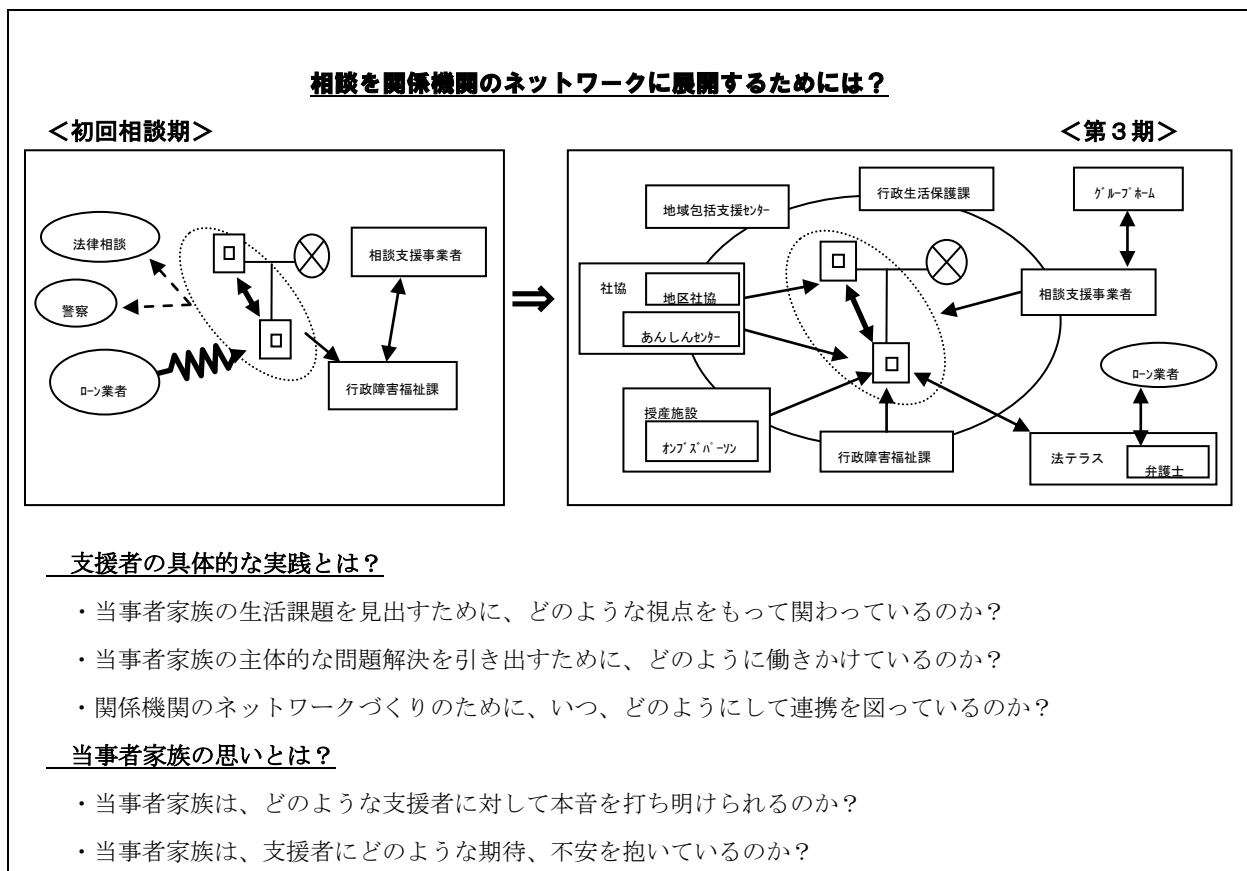 相談を関係機関のネットワークに展開するためには？
＜初回相談期＞
＜第３期＞
法律相談
警察
ﾛｰﾝ業者
相談支援事業者
行政障害福祉課
⇒
地域包括支援ｾﾝﾀｰ
行政生活保護課
ｸﾞﾙｰﾌﾟﾎｰﾑ
社協
地区社協
あんしんｾﾝﾀｰ
相談支援事業者
ﾛｰﾝ業者
授産施設
ｵﾝﾌﾞｽﾞﾊﾟｰｿﾝ
行政障害福祉課
法テラス
弁護士
支援者の具体的な実践とは？
・当事者家族の生活課題を見出すために、どのような視点をもって関わっているのか？
・当事者家族の主体的な問題解決を引き出すために、どのように働きかけているのか？
・関係機関のネットワークづくりのために、いつ、どのようにして連携を図っているのか？
当事者家族の思いとは？
・当事者家族は、どのような支援者に対して本音を打ち明けられるのか？
・当事者家族は、支援者にどのような期待、不安を抱いているのか？